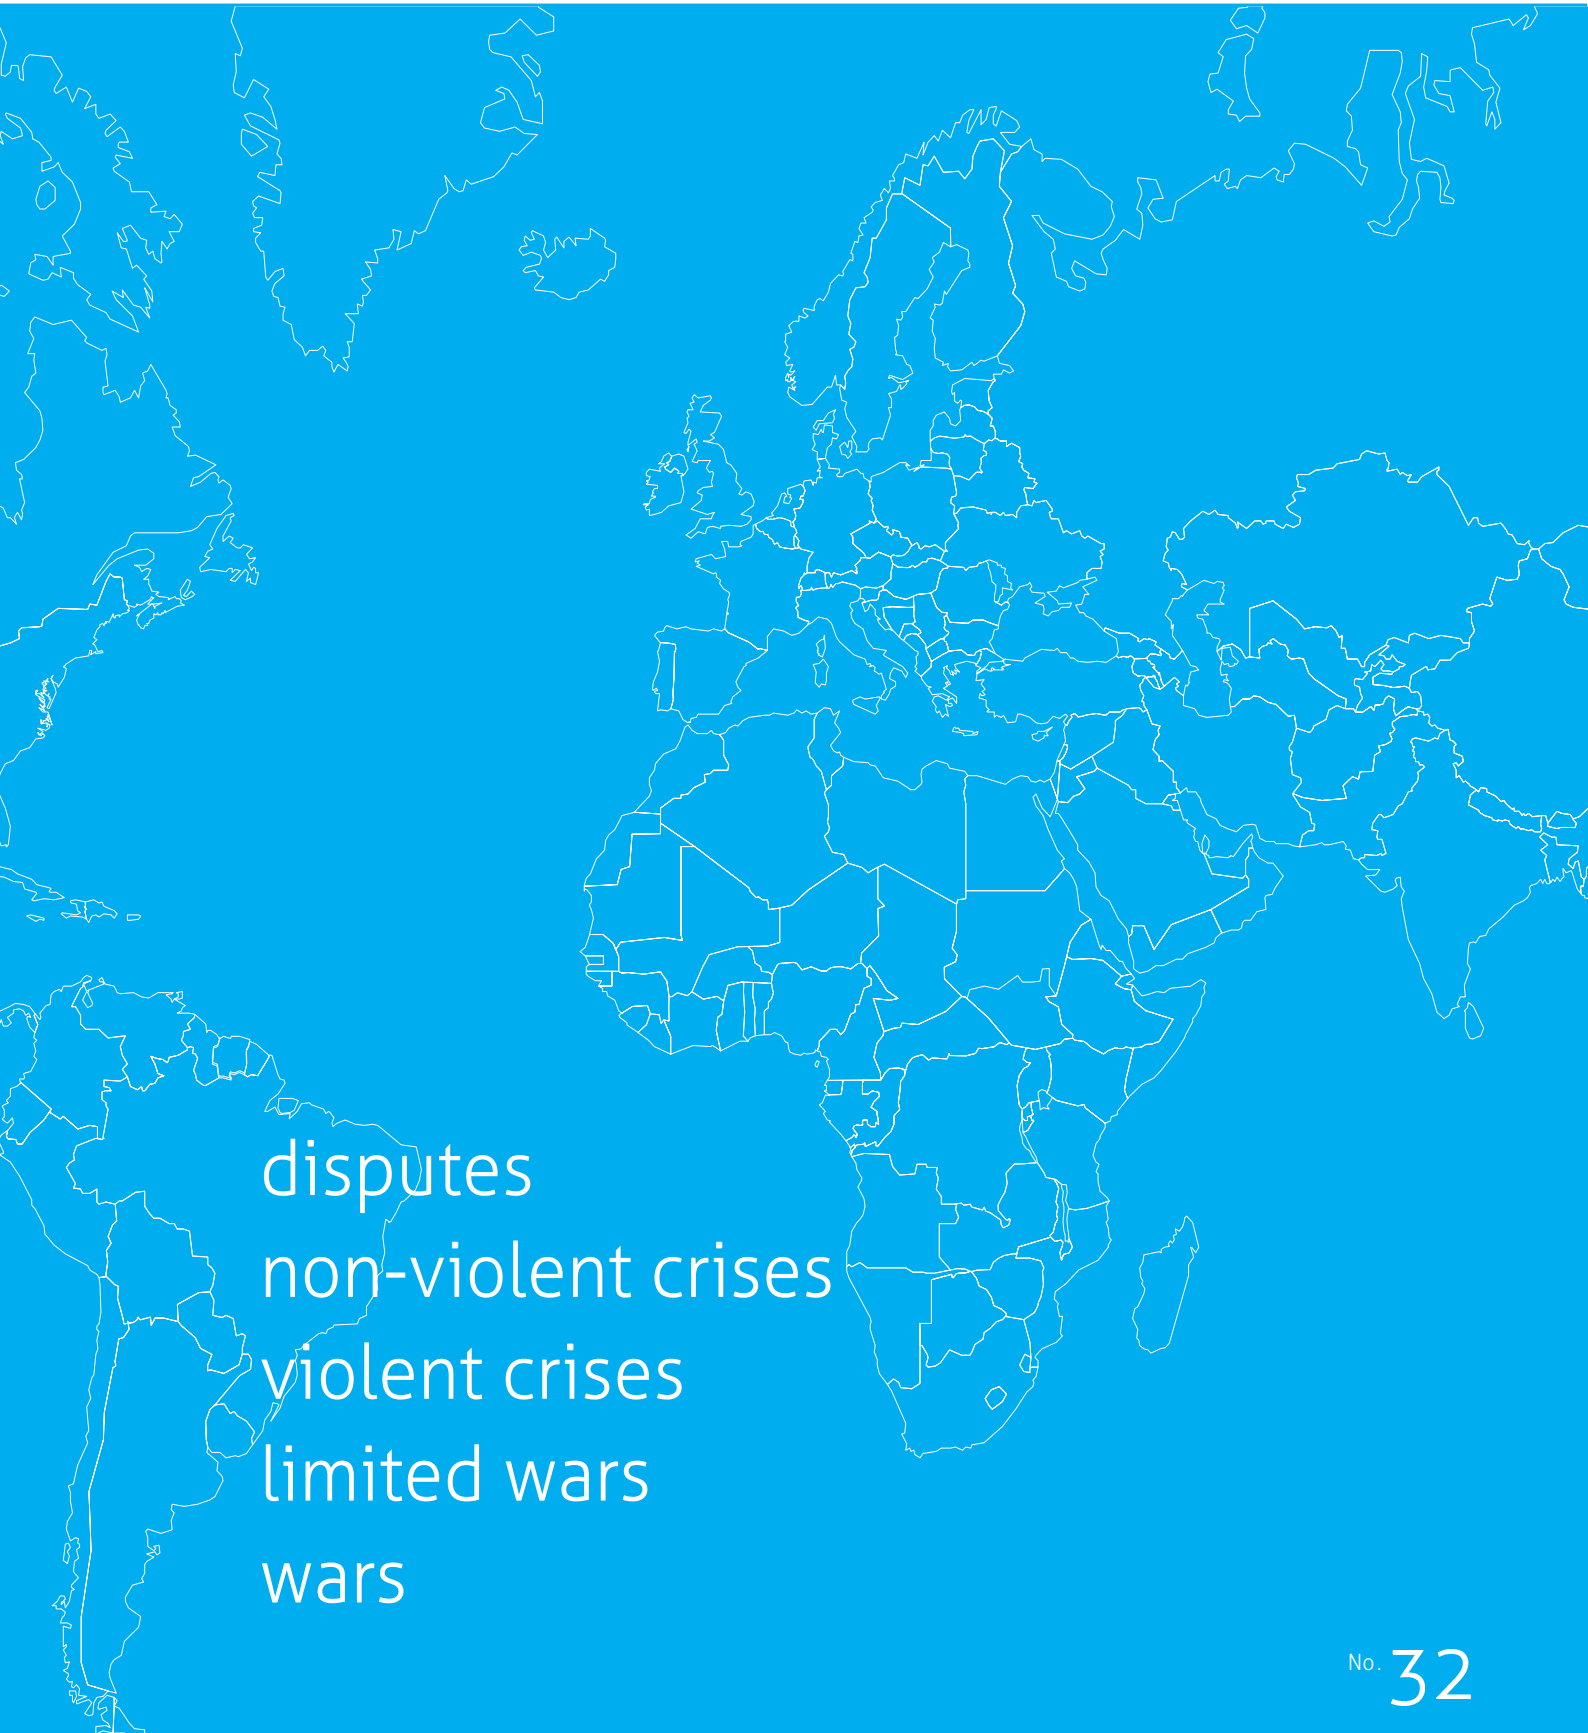 disputes
non-violent crises
violent crises
limited wars
wars
No. 32